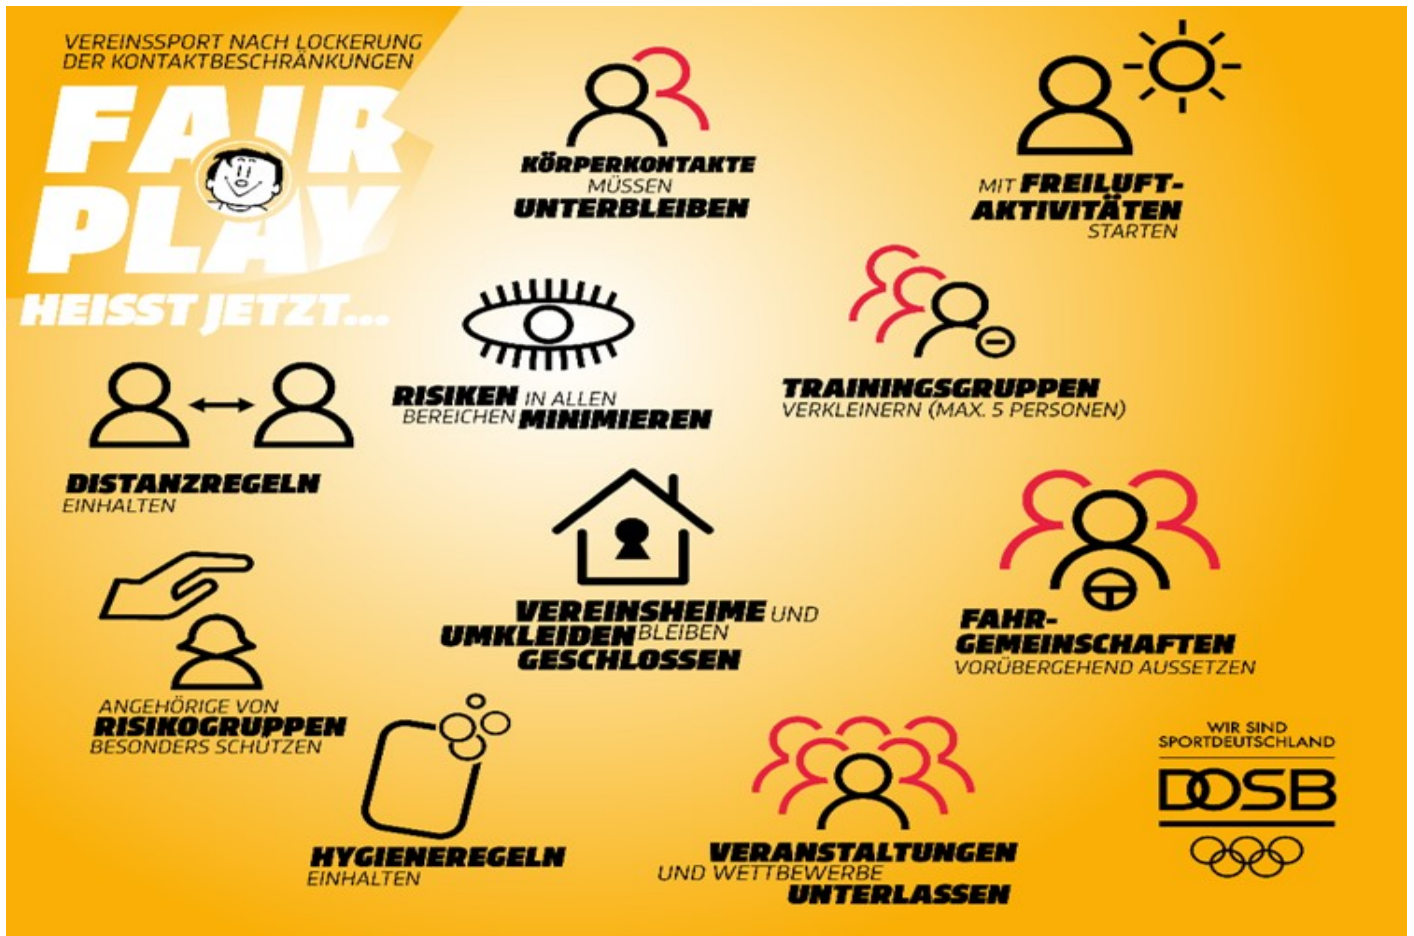 VEREINSSPORT NACH LOCKERUNG
DER KONTAKTBESCHRÄNKUNGEN
FAIR
PLAY
HEISST JETZT...
KÖRPERKONTAKTE
MÜSSEN
UNTERBLEIBEN
MIT FREILUFT-
AKTIVITÄTEN
STARTEN
RISIKEN IN ALLEN
BEREICHEN MINIMIEREN
TRAININGSGRUPPEN
VERKLEINERN (MAX. 5 PERSONEN)
DISTANZREGELN
EINHALTEN
VEREINSHEIME UND
UMKLEIDEN BLEIBEN
GESCHLOSSEN
FAHR-
GEMEINSCHAFTEN
VORÜBERGEHEND AUSSETZEN
ANGEHÖRIGE VON
RISIKOGRUPPEN
BESONDERS SCHÜTZEN
HYGIENEREGELN
EINHALTEN
VERANSTALTUNGEN
UND WETTBEWERBE
UNTERLASSEN
WIR SIND
SPORTDEUTSCHLAND
DOSB